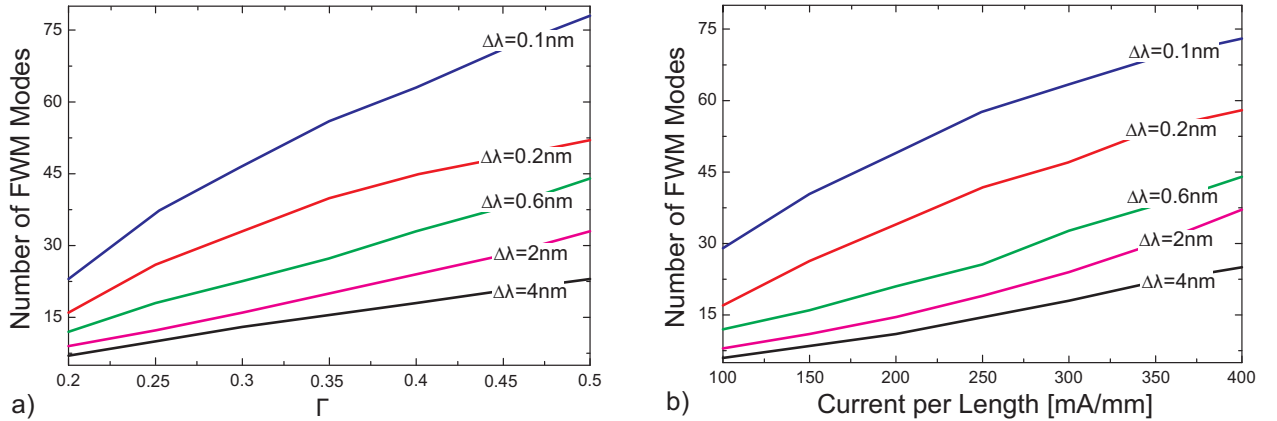 75
60
45
30
15
Number of FWM Modes
Δλ=0.1nm
Δλ=0.2nm
Δλ=0.6nm
Δλ=2nm
Δλ=4nm
0.2 0.25 0.3 0.35 0.4 0.45 0.5
a) Γ
75
60
45
30
15
Number of FWM Modes
Δλ=0.1nm
Δλ=0.2nm
Δλ=0.6nm
Δλ=2nm
Δλ=4nm
100 150 200 250 300 350 400
b) Current per Length [mA/mm]